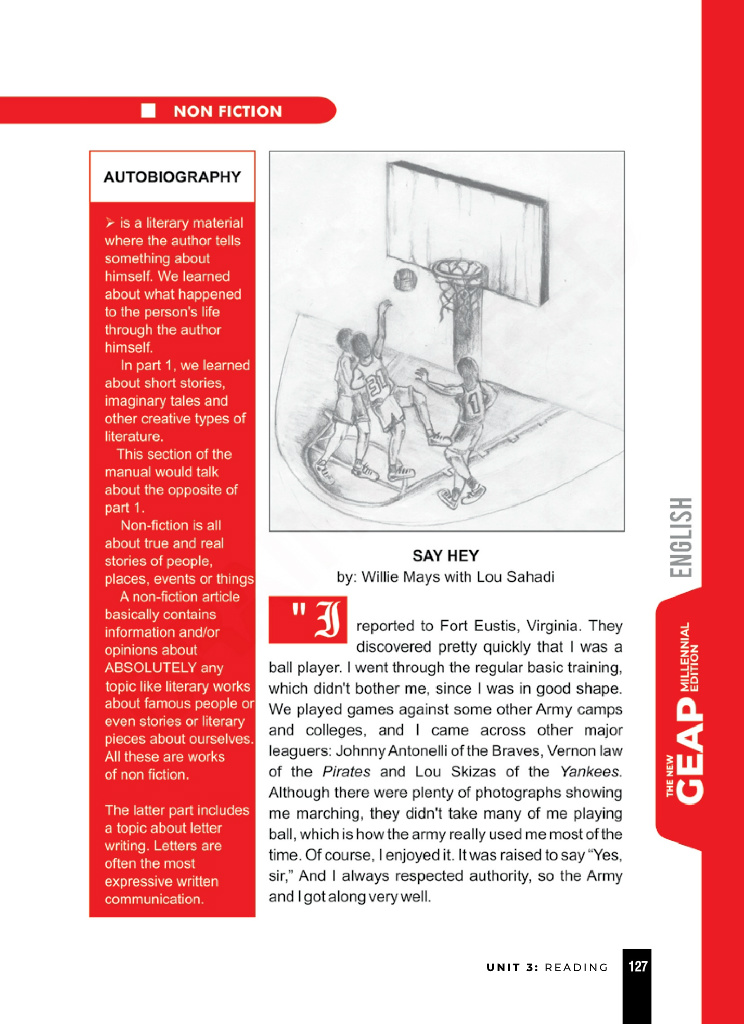 NON FICTION
AUTOBIOGRAPHY
➢ is a literary material
where the author tells
something about
himself. We learned
about what happened
to the person's life
through the author
himself.
In part 1, we learned
about short stories,
imaginary tales and
other creative types of
literature.
This section of the
manual would talk
about the opposite of
part 1.
Non-fiction is all
about true and real
stories of people,
places, events or things
A non-fiction article
basically contains
information and/or
opinions about
ABSOLUTELY any
topic like literary works
about famous people or
even stories or literary
pieces about ourselves.
All these are works
of non fiction.
The latter part includes
a topic about letter
writing. Letters are
often the most
expressive written
communication.
31
1
SAY HEY
by: Willie Mays with Lou Sahadi
"I reported to Fort Eustis, Virginia. They
discovered pretty quickly that I was a
ball player. I went through the regular basic training,
which didn't bother me, since I was in good shape.
We played games against some other Army camps
and colleges, and I came across other major
leaguers: Johnny Antonelli of the Braves, Vernon law
of the Pirates and Lou Skizas of the Yankees.
Although there were plenty of photographs showing
me marching, they didn't take many of me playing
ball, which is how the army really used me most of the
time. Of course, I enjoyed it. It was raised to say “Yes,
sir,” And I always respected authority, so the Army
and I got along very well.
ENGLISH
THE NEW
GEAP
MILLENNIAL
EDITION
UNIT 3: READING 127